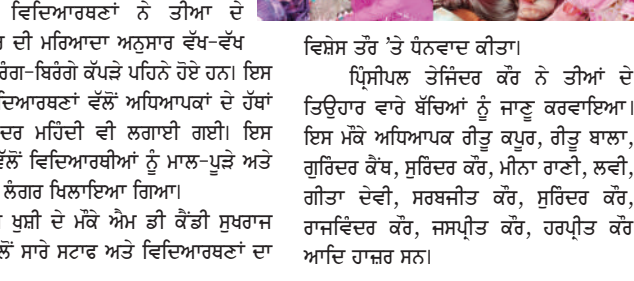 ਵਿਦਿਆਰਥਣਾਂ ਨੇ ਤੀਆ ਦੇ
ਦੀ ਮਰਿਆਦਾ ਅਨੁਸਾਰ ਵੱਖ-ਵੱਖ
ਰੰਗ-ਬਿਰੰਗੇ ਕੱਪੜੇ ਪਹਿਨੇ ਹੋਏ ਹਨ। ਇਸ
ਦਿਆਰਥਣਾਂ ਵੱਲੋਂ ਅਧਿਆਪਕਾਂ ਦੇ ਹੱਥਾਂ
ਦਰ ਮਹਿੰਦੀ ਵੀ ਲਗਾਈ ਗਈ। ਇਸ
ਵੱਲੋਂ ਵਿਦਿਆਰਥੀਆਂ ਨੂੰ ਮਾਲ-ਪੂੜੇ ਅਤੇ
ਲੰਗਰ ਖਿਲਾਇਆ ਗਿਆ।
ਖੁਸ਼ੀ ਦੇ ਮੌਕੇ ਐਮ ਡੀ ਕੈਂਡੀ ਸੁਖਰਾਜ
ਲੋਂ ਸਾਰੇ ਸਟਾਫ ਅਤੇ ਵਿਦਿਆਰਥਣਾਂ ਦਾ
ਵਿਸ਼ੇਸ ਤੌਰ 'ਤੇ ਧੰਨਵਾਦ ਕੀਤਾ।
ਪ੍ਰਿੰਸੀਪਲ ਤੇਜਿੰਦਰ ਕੌਰ ਨੇ ਤੀਆਂ ਦੇ
ਤਿਉਹਾਰ ਵਾਰੇ ਬੱਚਿਆਂ ਨੂੰ ਜਾਣੂ ਕਰਵਾਇਆ।
ਇਸ ਮੌਕੇ ਅਧਿਆਪਕ ਰੀਤੂ ਕਪੂਰ, ਰੀਤੂ ਬਾਲਾ,
ਗੁਰਿੰਦਰ ਕੈਂਥ, ਸੁਰਿੰਦਰ ਕੌਰ, ਮੀਨਾ ਰਾਣੀ, ਲਵੀ,
ਗੀਤਾ ਦੇਵੀ, ਸਰਬਜੀਤ ਕੌਰ, ਸੁਰਿੰਦਰ ਕੌਰ,
ਰਾਜਵਿੰਦਰ ਕੌਰ, ਜਸਪ੍ਰੀਤ ਕੌਰ, ਹਰਪ੍ਰੀਤ ਕੌਰ
ਆਦਿ ਹਾਜ਼ਰ ਸਨ।